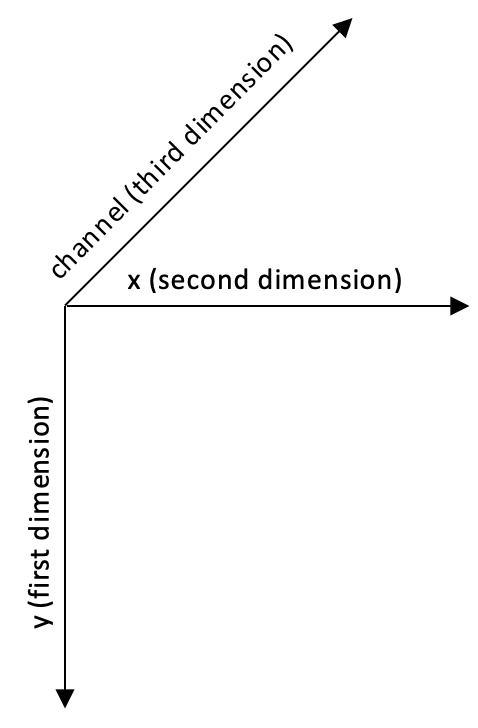 channel (third dimension)
x (second dimension)
y (first dimension)